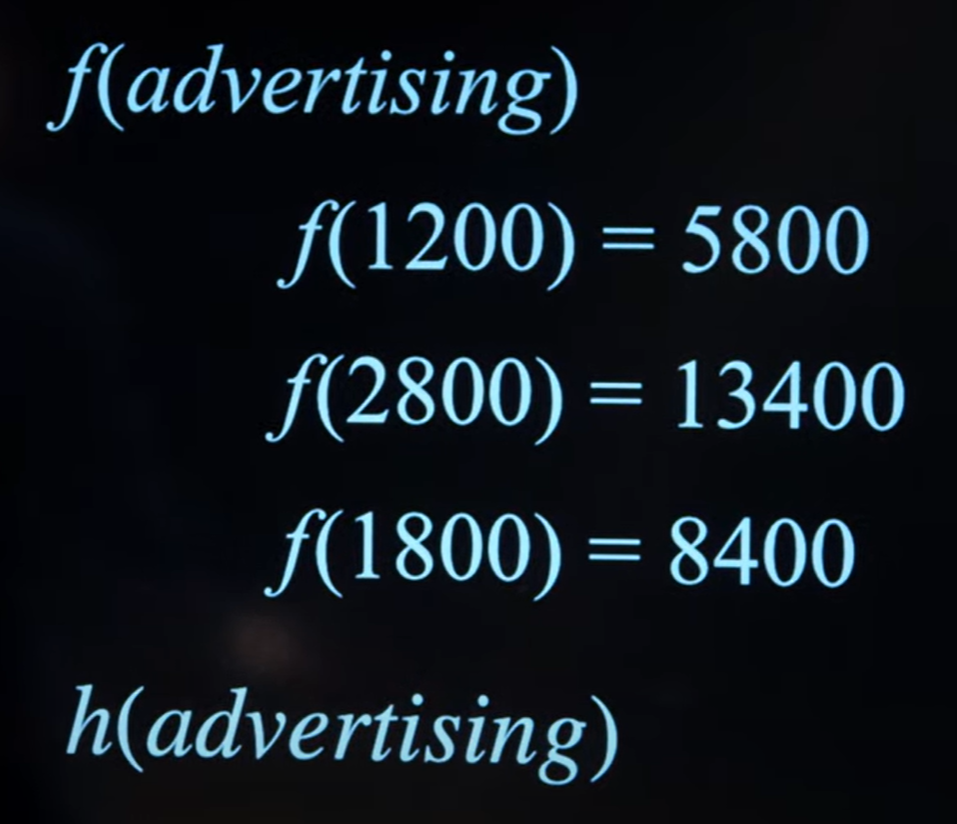 f(advertising)
f(1200) = 5800
f(2800) = 13400
f(1800) = 8400
h(advertising)